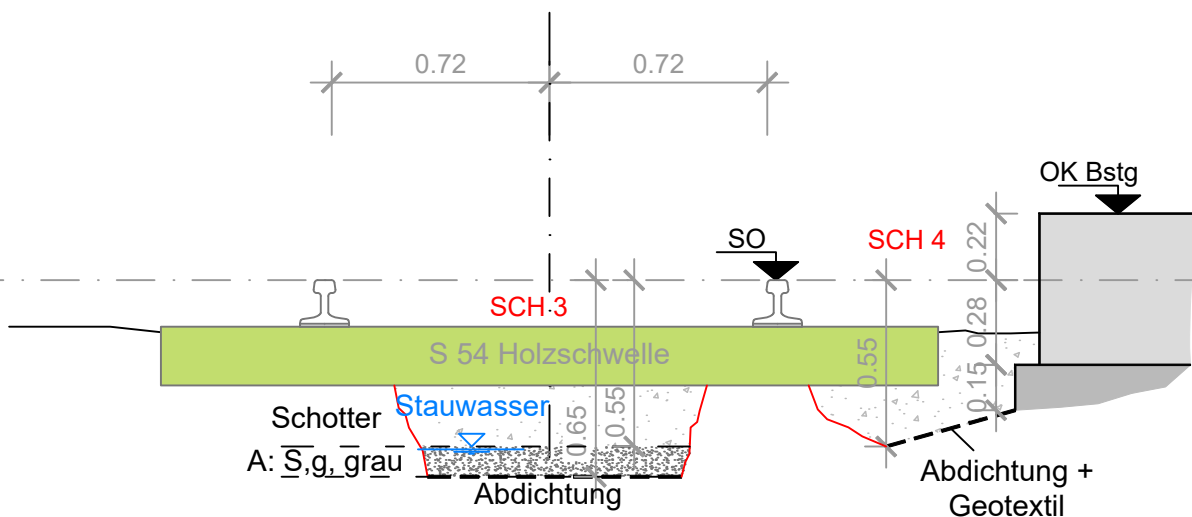 0.72
0.72
OK Bstg
SO
SCH 4
0.22
SCH 3
0.28
S 54 Holzschwelle
0.55
0.15
Stauwasser
Schotter
0.65
0.55
A: S,g, grau
Abdichtung
Abdichtung +
Geotextil